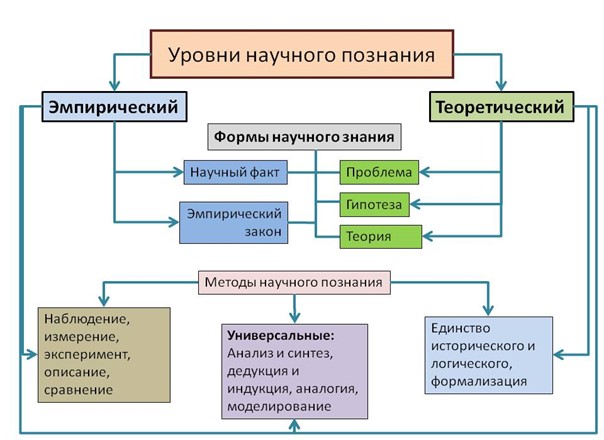 Уровни научного познания
Эмпирический
Теоретический
Формы научного знания
Научный факт
Проблема
Гипотеза
Эмпирический
закон
Теория
Методы научного познания
Наблюдение,
измерение,
эксперимент,
описание,
сравнение
Универсальные:
Анализ и синтез,
дедукция и
индукция, аналогия,
моделирование
Единство
исторического и
логического,
формализация